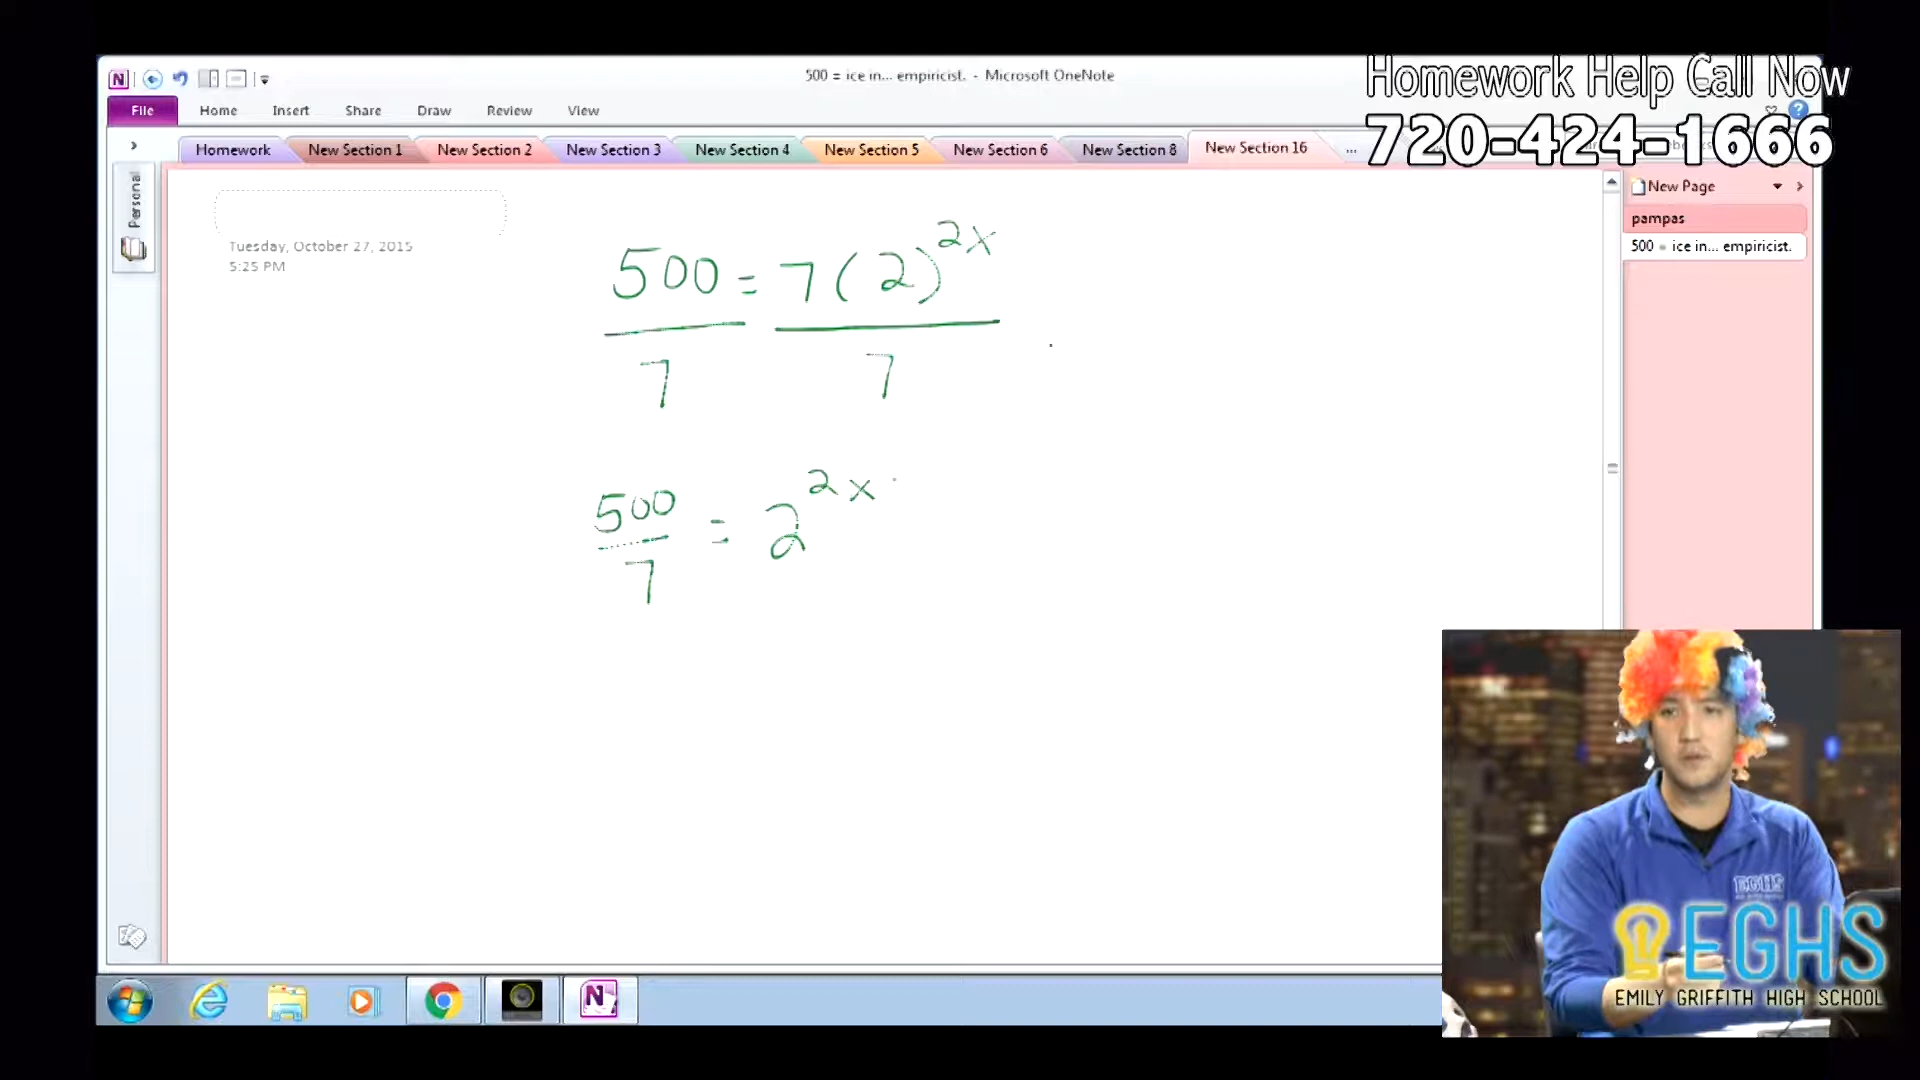 500 = ice in... empiricist. - Microsoft OneNote
Homework Help Call Now
720-424-1666
File Home Insert Share Draw Review View
Homework New Section 1 New Section 2 New Section 3 New Section 4 New Section 5 New Section 6 New Section 8 New Section 16 ...
Personal
New Page
pampas
500 = ice in... empiricist.
Tuesday, October 27, 2015
5:25 PM
500 = 7(2)^2x
7 7
500 = 2^2x
7
EGHS
EGHS
EMILY GRIFFITH HIGH SCHOOL